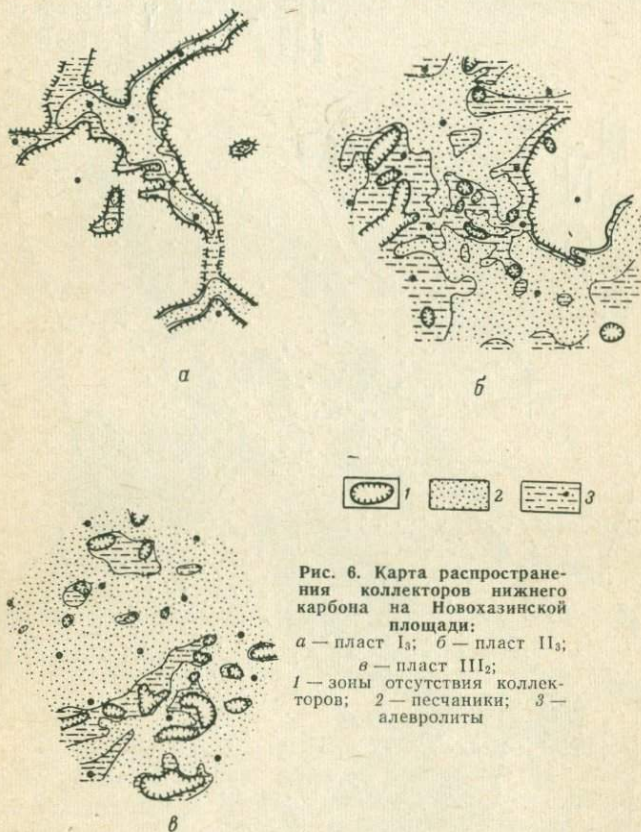 а
б
1 2 3
Рис. 6. Карта распростране-
ния коллекторов нижнего
карбона на Новохазинской
площади:
а — пласт I₃; б — пласт II₃;
в — пласт III₂;
1 — зоны отсутствия коллек-
торов; 2 — песчаники; 3 —
алевролиты
в